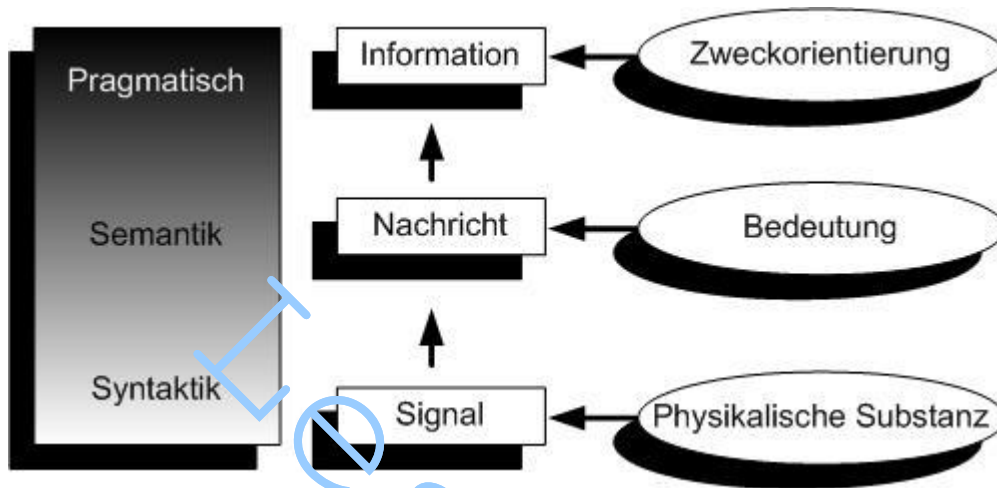 Pragmatisch
Information
Zweckorientierung
Semantik
Nachricht
Bedeutung
Syntaktik
Signal
Physikalische Substanz